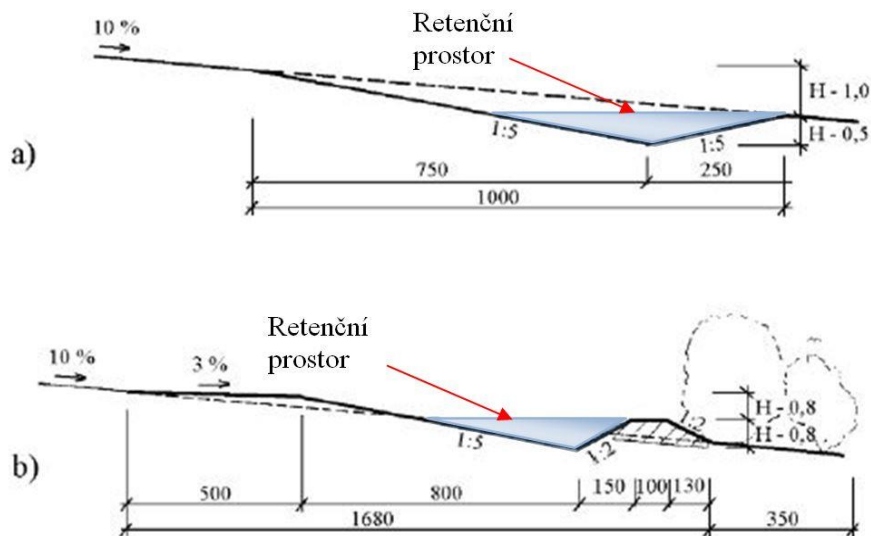 Retenční
prostor
10 %
H - 1,0
H - 0,5
1:5
1:5
a)
750
250
1000
Retenční
prostor
10 %
3 %
H - 0,8
H - 0,8
1:5
1:2
1:2
b)
500
800
150
100
130
1680
350